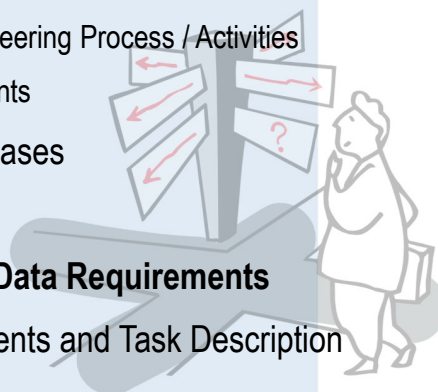 eering Process / Activities
nts
ases
?
Data Requirements
ents and Task Description